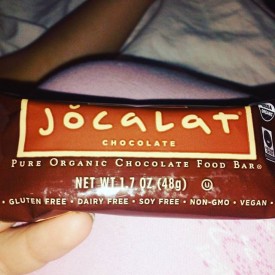 JŏCALAT
CHOCOLATE
PURE ORGANIC CHOCOLATE FOOD BAR®
NET WT 1.7 OZ (48g) U
• GLUTEN FREE • DAIRY FREE • SOY FREE • NON-GMO • VEGAN •